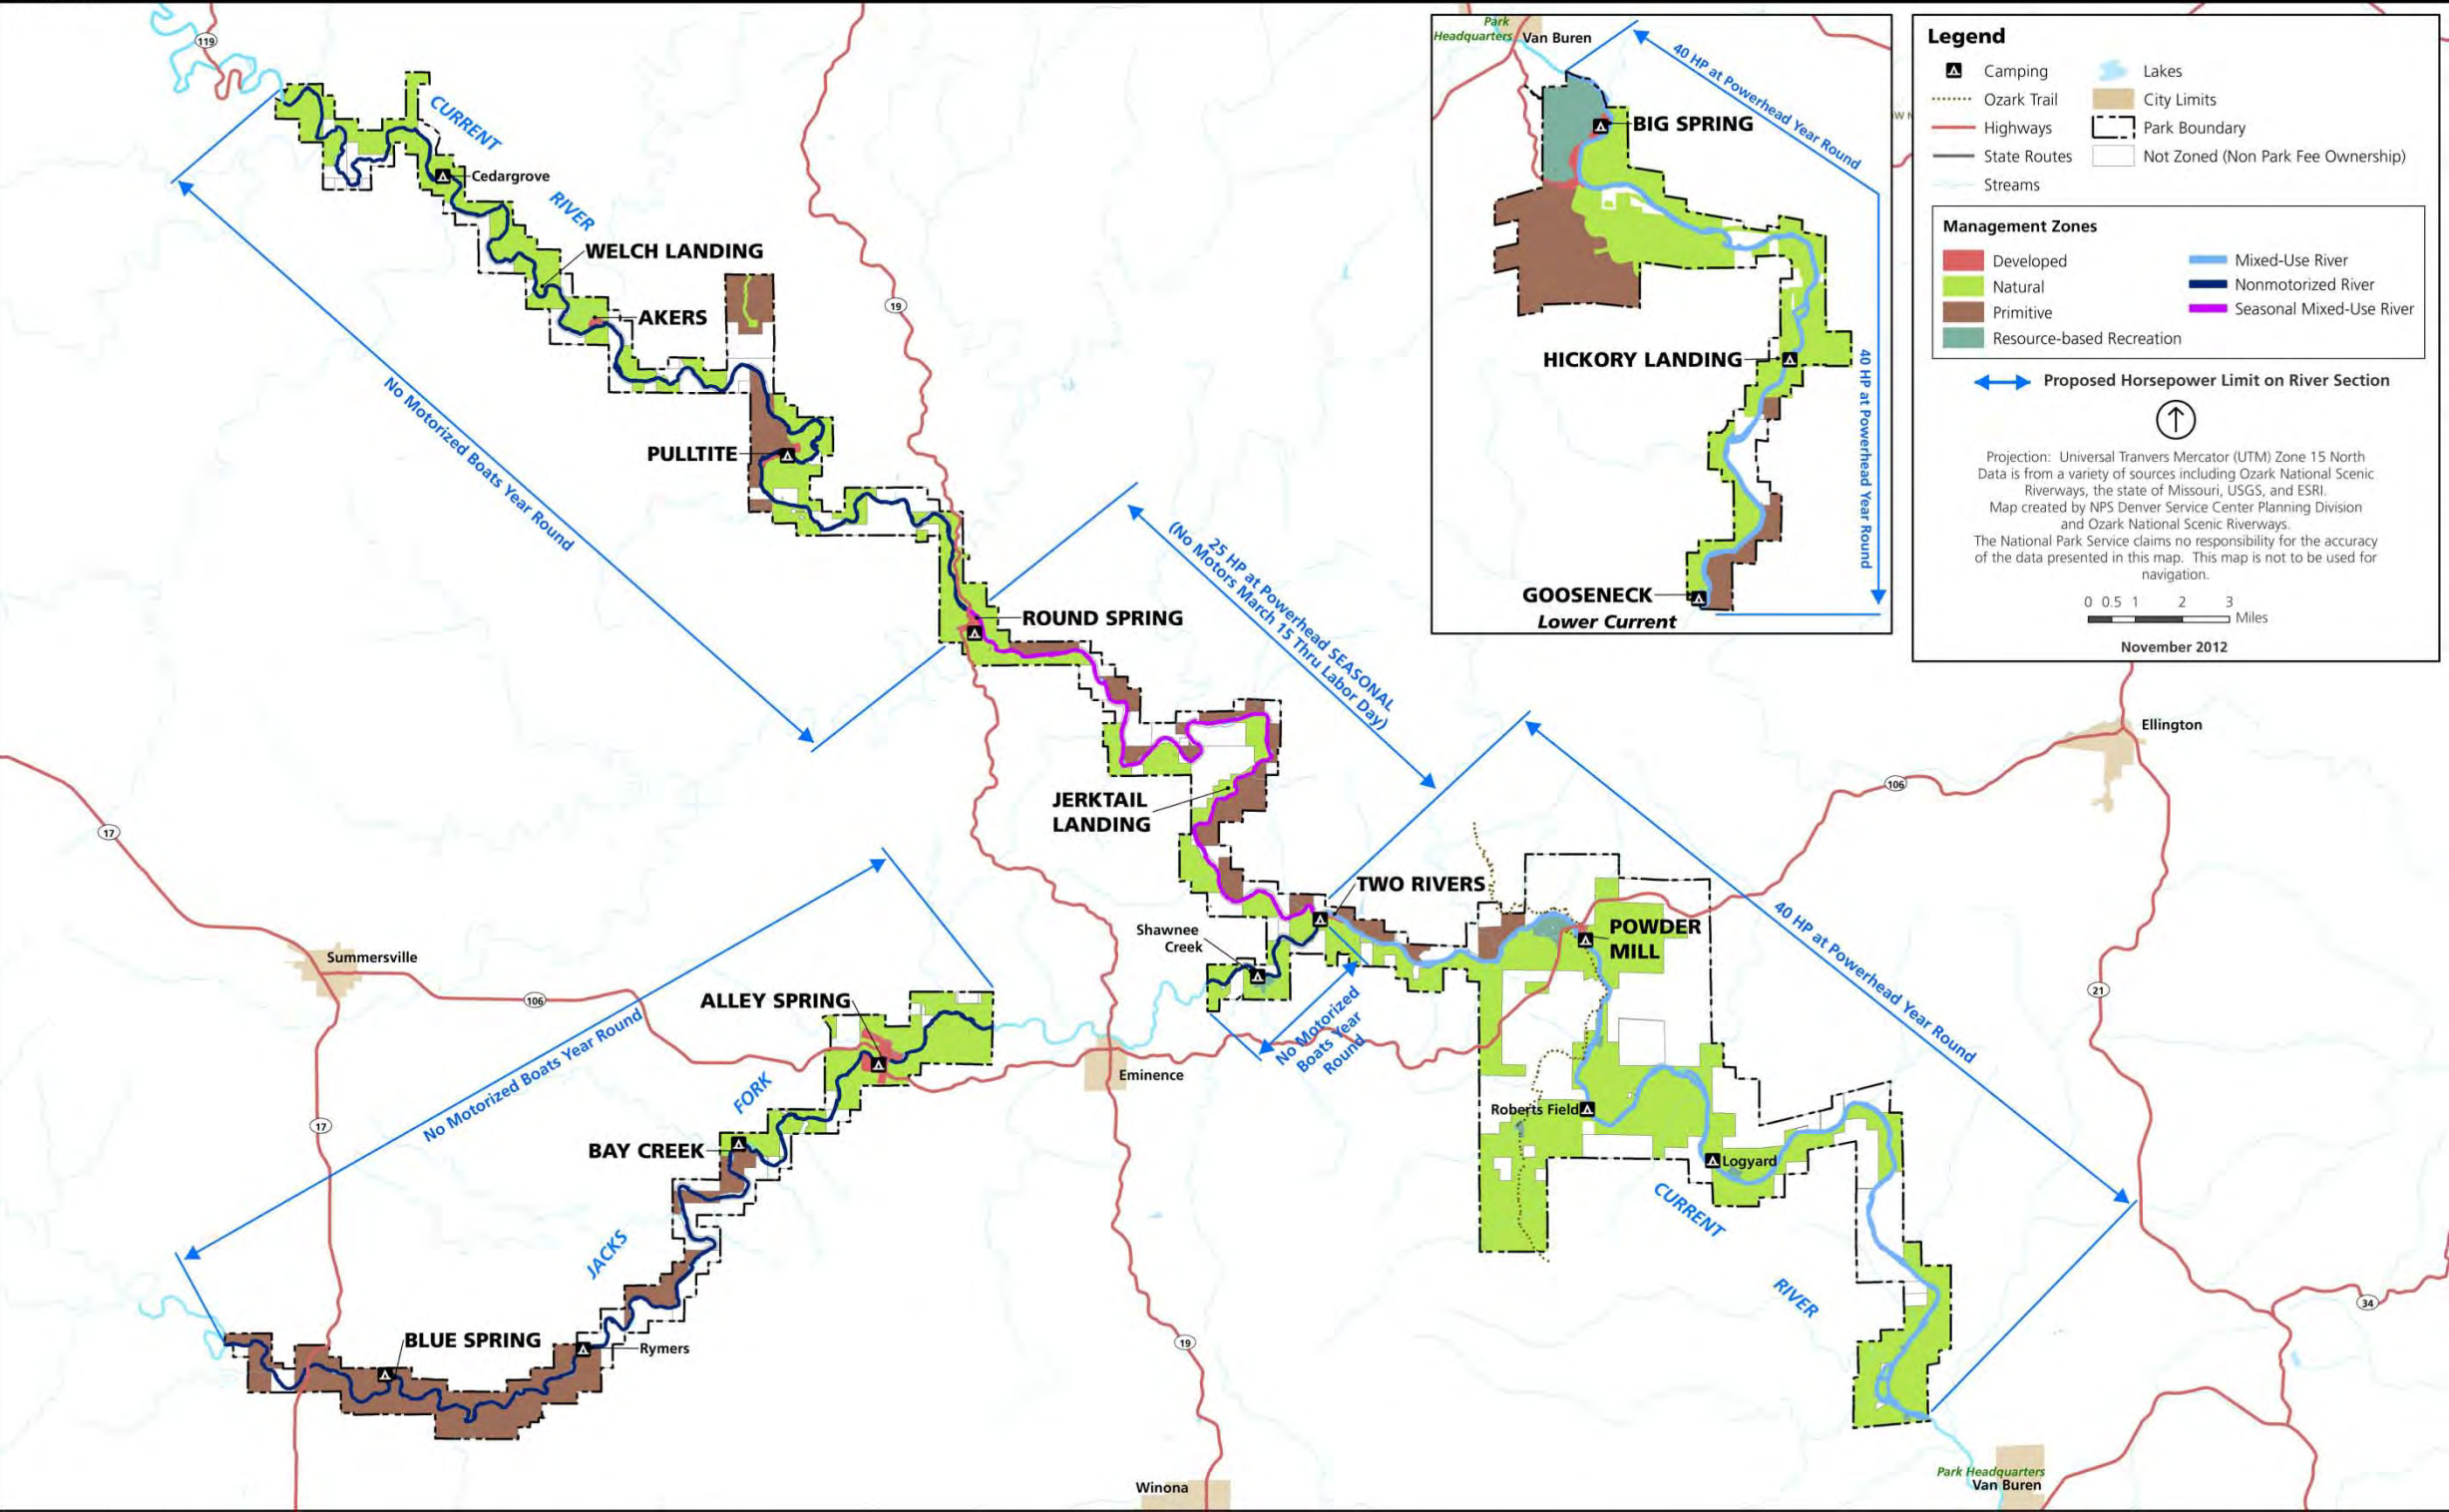 119
CURRENT
RIVER
Cedargrove
WELCH LANDING
AKERS
19
PULLTITE
No Motorized Boats Year Round
ROUND SPRING
25 HP at Powerhead SEASONAL
(No Motors March 15 Thru Labor Day)
JERKTAIL
LANDING
17
TWO RIVERS
Shawnee
Creek
POWDER
MILL
40 HP at Powerhead Year Round
106
Ellington
21
Summersville
106
ALLEY SPRING
No Motorized Boats Year Round
No Motorized
Boats Year
Round
Eminence
FORK
Roberts Field
17
BAY CREEK
Logyard
CURRENT
JACKS
RIVER
34
BLUE SPRING
Rymers
19
Winona
Park Headquarters
Van Buren
Park
Headquarters
Van Buren
40 HP at Powerhead Year Round
BIG SPRING
HICKORY LANDING
40 HP at Powerhead Year Round
GOOSENECK
Lower Current
Legend
Camping
Lakes
Ozark Trail
City Limits
Highways
Park Boundary
State Routes
Not Zoned (Non Park Fee Ownership)
Streams
Management Zones
Developed
Mixed-Use River
Natural
Nonmotorized River
Primitive
Seasonal Mixed-Use River
Resource-based Recreation
Proposed Horsepower Limit on River Section
Projection: Universal Tranvers Mercator (UTM) Zone 15 North
Data is from a variety of sources including Ozark National Scenic
Riverways, the state of Missouri, USGS, and ESRI.
Map created by NPS Denver Service Center Planning Division
and Ozark National Scenic Riverways.
The National Park Service claims no responsibility for the accuracy
of the data presented in this map. This map is not to be used for
navigation.
0 0.5 1 2 3
Miles
November 2012